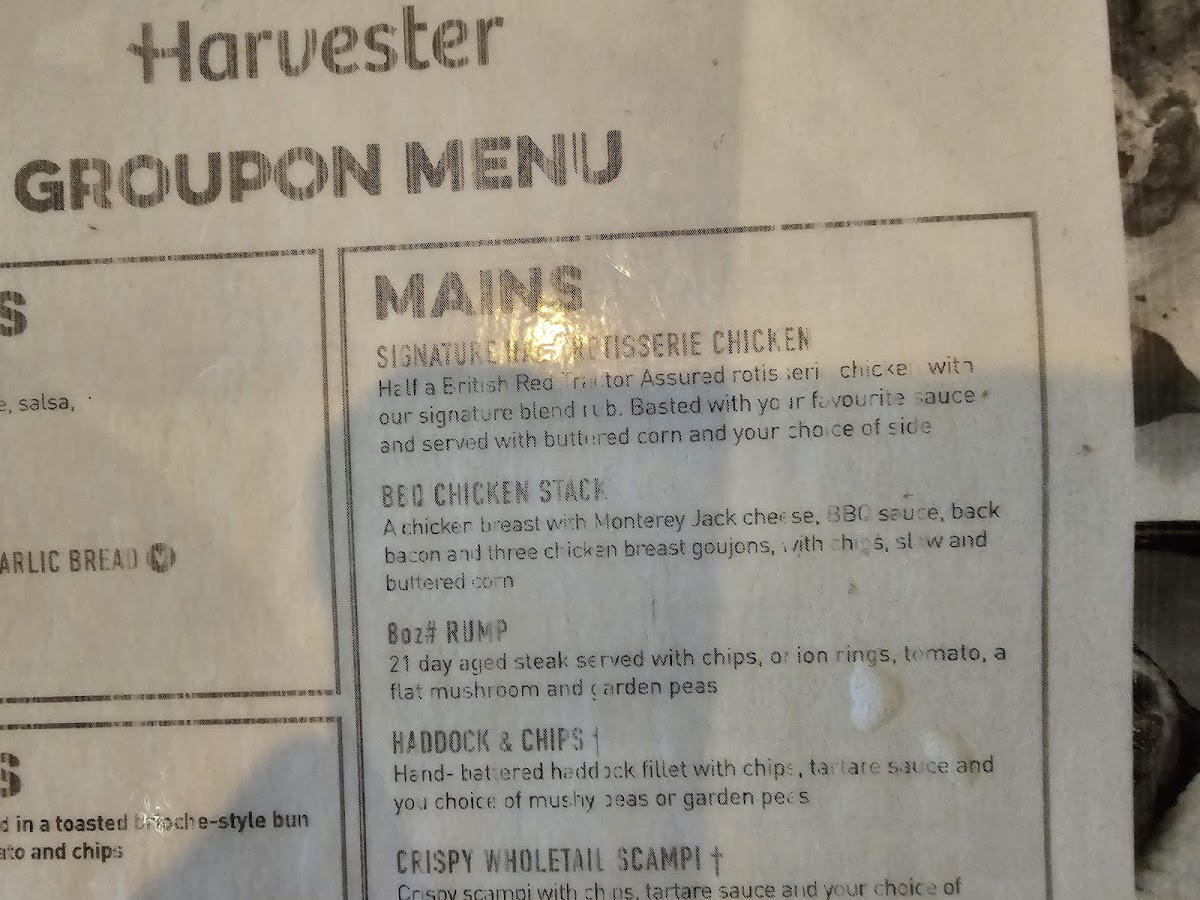 Harvester
GROUPON MENU
S
e, salsa,
ARLIC BREAD V
S
d in a toasted brioche-style bun
ato and chips
MAINS
SIGNATURE ROTISSERIE CHICKEN
Half a British Red Tractor Assured rotisserie chicken with
our signature blend rub. Basted with your favourite sauce
and served with buttered corn and your choice of side
BBQ CHICKEN STACK
A chicken breast with Monterey Jack cheese, BBQ sauce, back
bacon and three chicken breast goujons, with chips, slaw and
buttered corn
8oz# RUMP
21 day aged steak served with chips, onion rings, tomato, a
flat mushroom and garden peas
HADDOCK & CHIPS †
Hand- battered haddock fillet with chips, tartare sauce and
you choice of mushy peas or garden peas
CRISPY WHOLETAIL SCAMPI †
Crispy scampi with chips, tartare sauce and your choice of